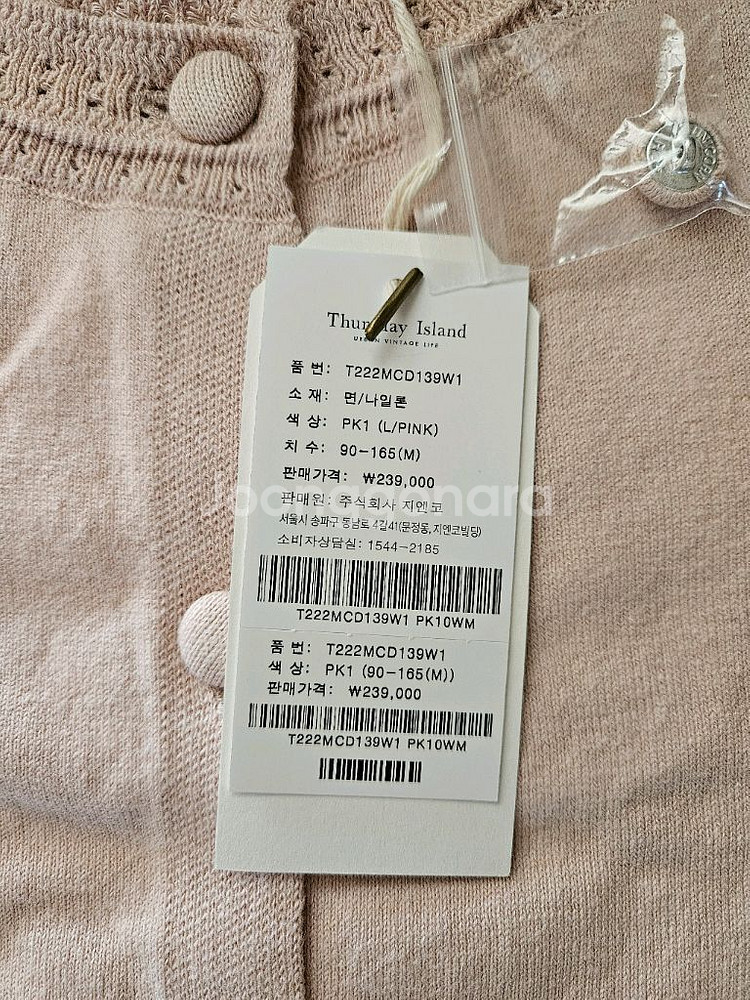 Thursday Island
URBAN VINTAGE LIFE
품 번: T222MCD139W1
소 재: 면/나일론
색 상: PK1 (L/PINK)
치 수: 90-165(M)
판매가격: ₩239,000
판매원: 주식회사 지엔코
서울시 송파구 동남로 4길41(문정동, 지엔코빌딩)
소비자상담실: 1544-2185
T222MCD139W1 PK10WM
품 번: T222MCD139W1
색 상: PK1 (90-165(M))
판매가격: ₩239,000
T222MCD139W1 PK10WM